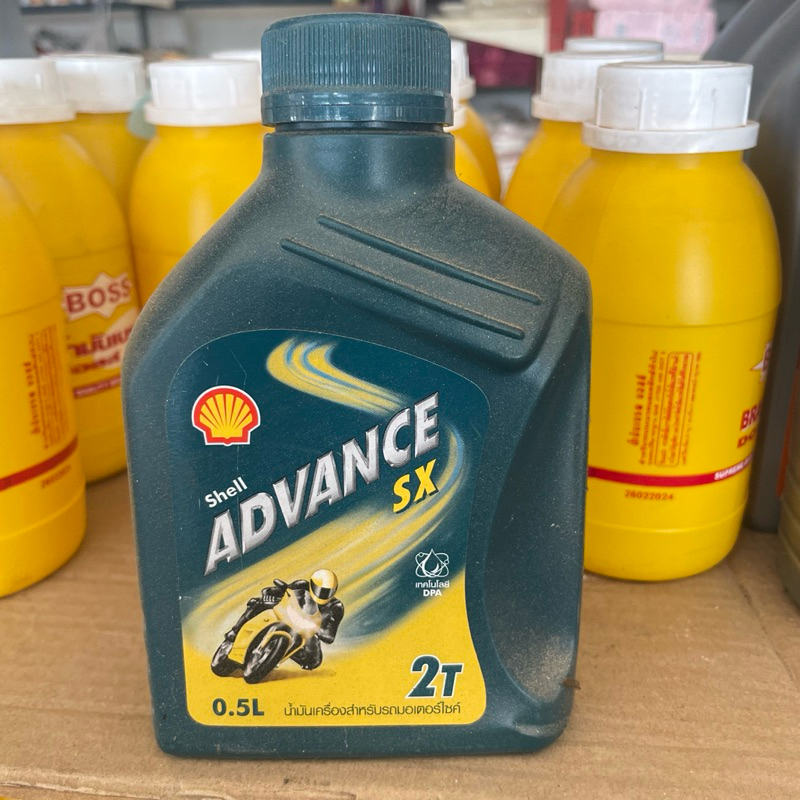 Shell
ADVANCE
SX
เทคโนโลยี
DPA
2T
0.5L
น้ำมันเครื่องสำหรับรถมอเตอร์ไซค์
BOSS
26022024